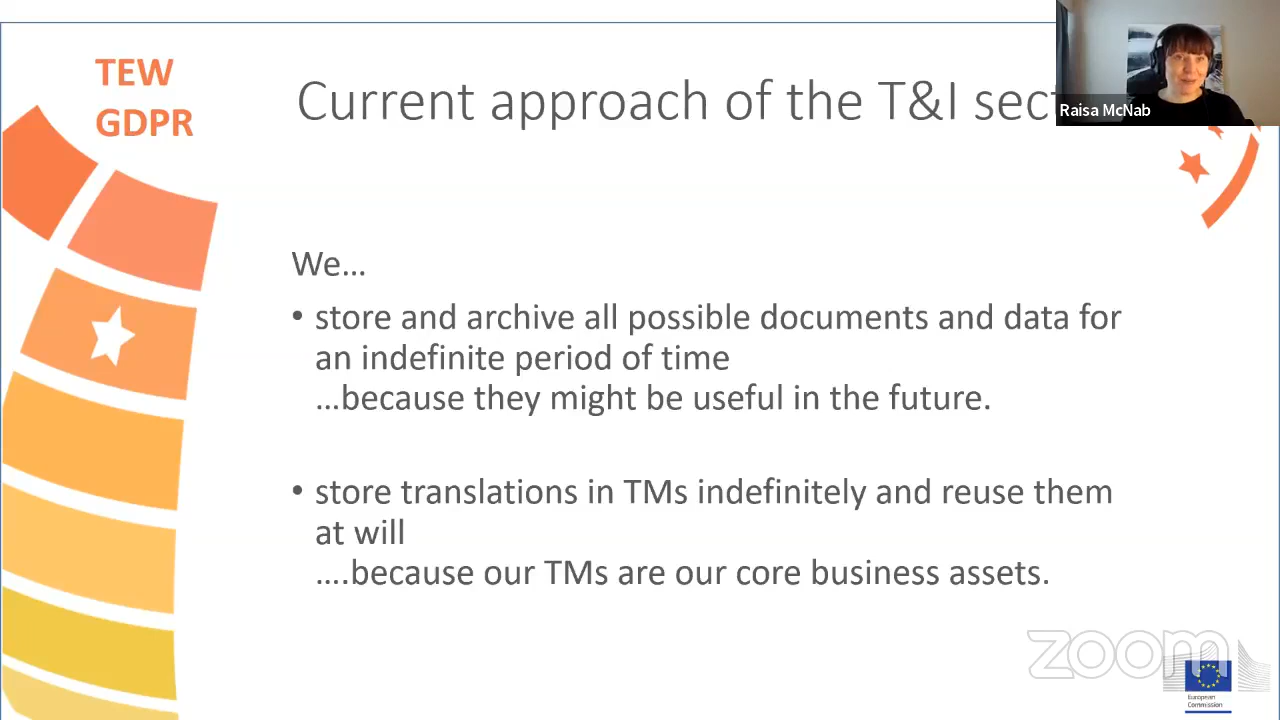 TEW
GDPR
Current approach of the T&I sect
Raisa McNab
We…
• store and archive all possible documents and data for
an indefinite period of time
…because they might be useful in the future.
• store translations in TMs indefinitely and reuse them
at will
….because our TMs are our core business assets.
zoom
European
Commission